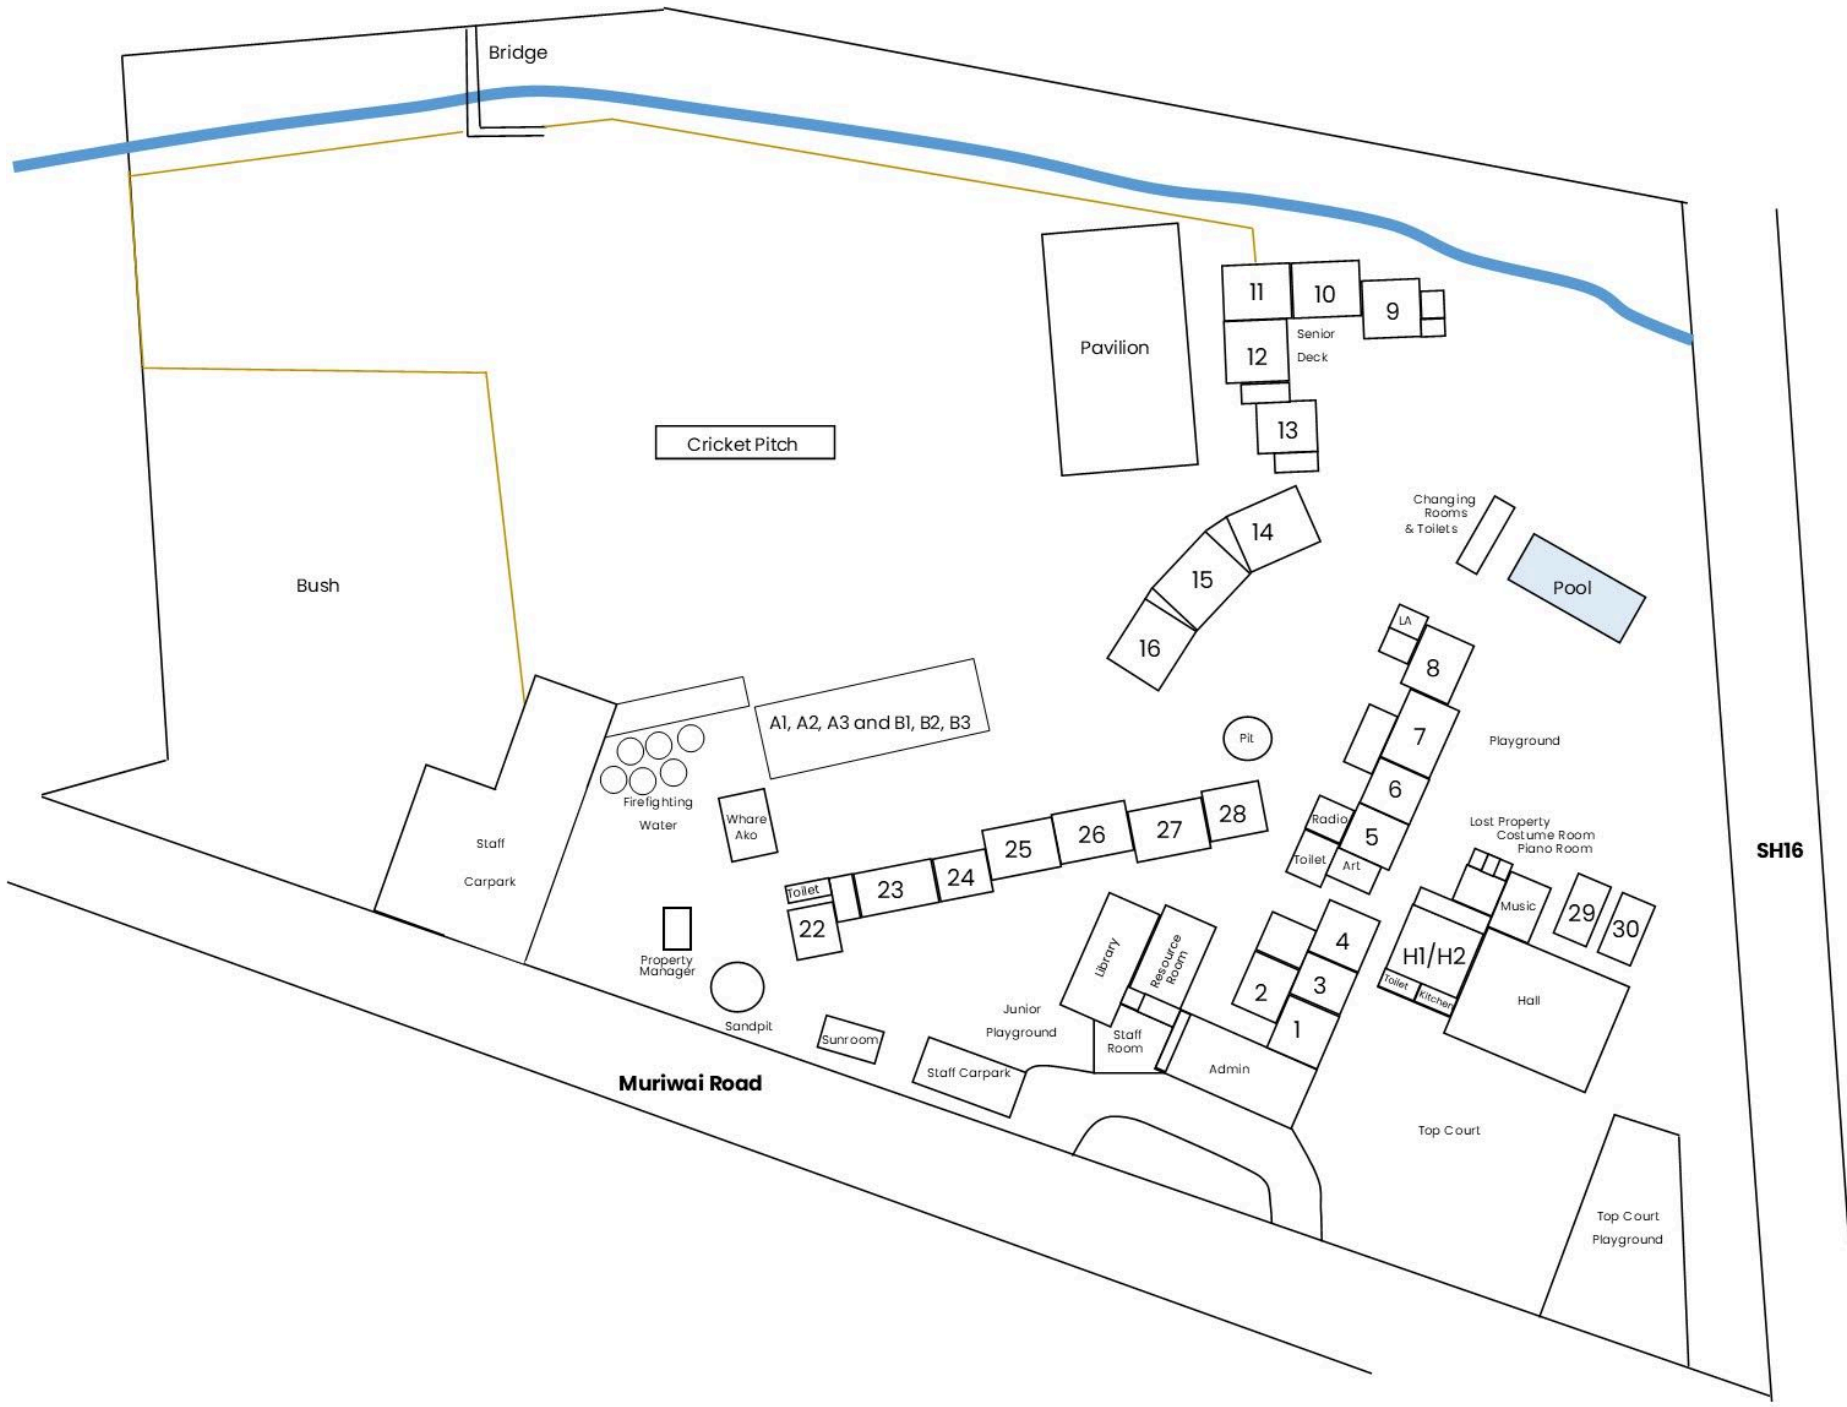 Bridge
11
10
9
Senior
Deck
12
Pavilion
13
Cricket Pitch
Changing
Rooms
& Toilets
14
15
16
Pool
Bush
LA
8
7
6
5
Playground
A1, A2, A3 and B1, B2, B3
Pit
Firefighting
Water
Whare
Ako
28
27
26
25
24
23
Toilet
22
Radio
Toilet
Art
Lost Property
Costume Room
Piano Room
SH16
Staff
Carpark
Music
29
30
Library
Resource
Room
4
3
2
1
H1/H2
Toilet
Kitchen
Hall
Property
Manager
Sandpit
Junior
Playground
Sunroom
Staff
Room
Staff Carpark
Admin
Muriwai Road
Top Court
Top Court
Playground